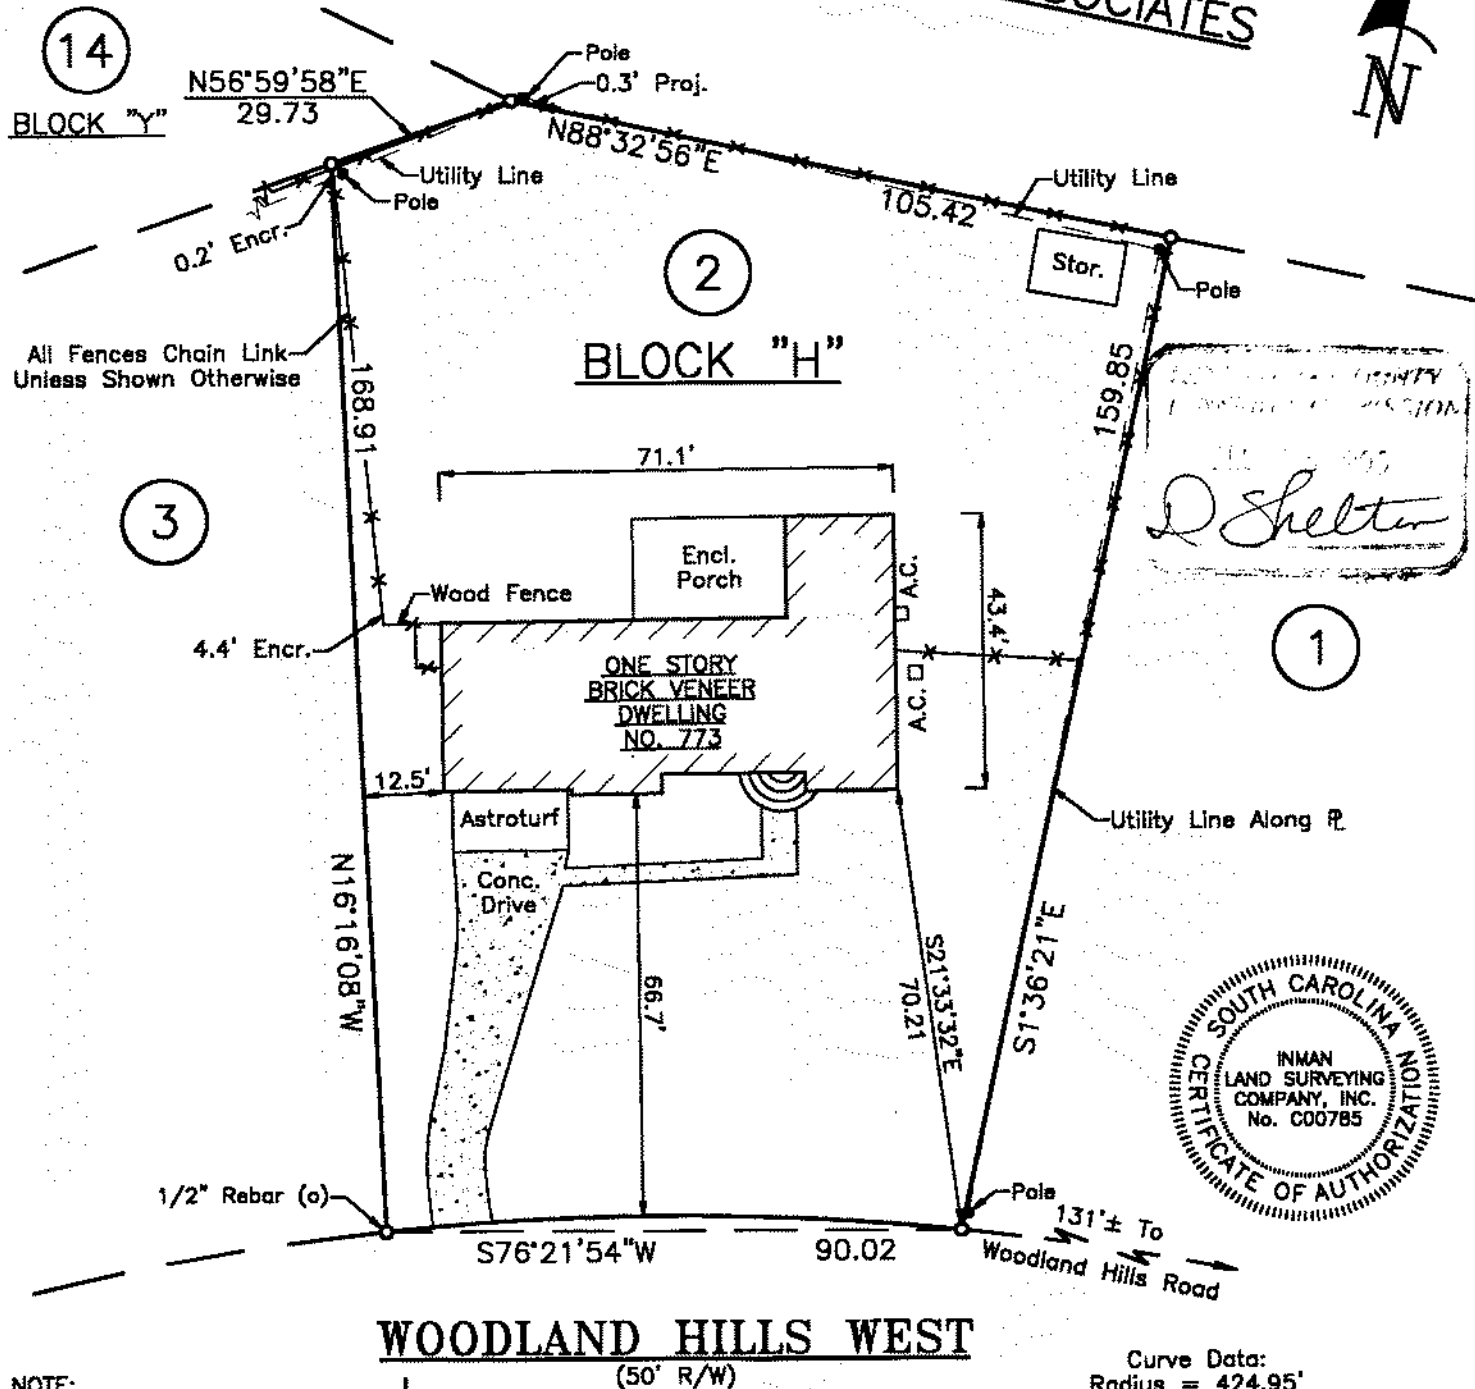 OCIATES
14
BLOCK "Y"
N56°59'58"E
29.73
Pole
0.3' Proj.
N88°32'56"E
105.42
N
Utility Line
Pole
0.2' Encr.
Utility Line
Stor.
Pole
2
BLOCK "H"
All Fences Chain Link
Unless Shown Otherwise
168.91
159.85
D Shelton
3
71.1'
Encl.
Porch
A.C.
43.4'
Wood Fence
4.4' Encr.
ONE STORY
BRICK VENEER
DWELLING
NO. 773
A.C.
1
12.5'
Astroturf
Utility Line Along PL
Conc.
Drive
N16°16'08"W
66.7'
S21°33'32"E
70.21
S1°36'21"E
SOUTH CAROLINA
CERTIFICATE OF AUTHORIZATION
INMAN
LAND SURVEYING
COMPANY, INC.
No. C00785
1/2" Rebar (o)
Pole
S76°21'54"W
90.02
131'± To
Woodland Hills Road
WOODLAND HILLS WEST
(50' R/W)
NOTE:
Curve Data:
Radius = 424.95'